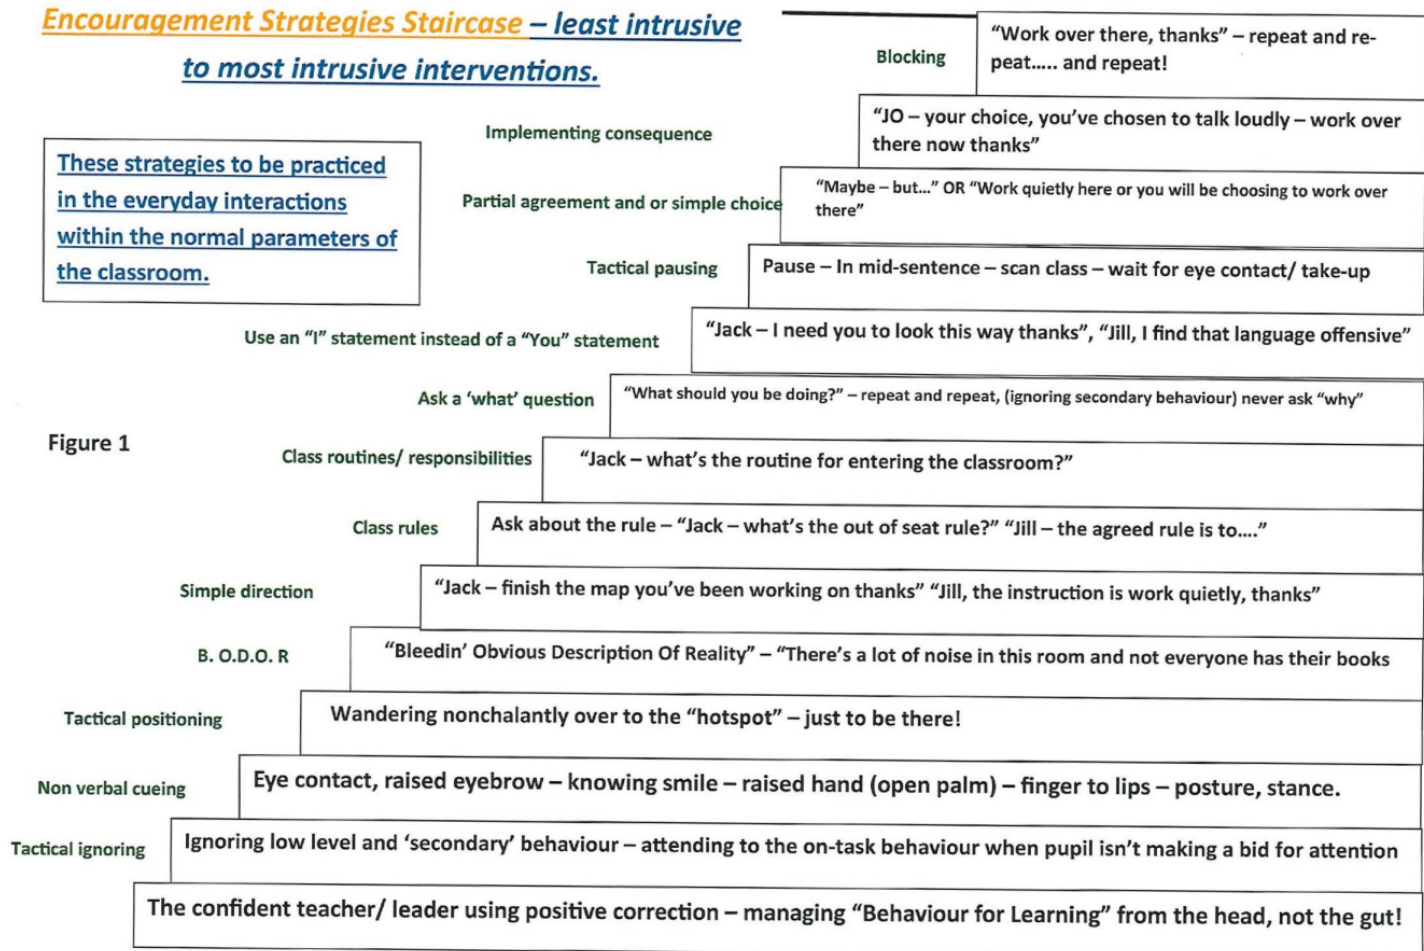 Encouragement Strategies Staircase – least intrusive
to most intrusive interventions.
These strategies to be practiced
in the everyday interactions
within the normal parameters of
the classroom.
Figure 1
Blocking
“Work over there, thanks” – repeat and re-
peat..... and repeat!
Implementing consequence
“JO – your choice, you’ve chosen to talk loudly – work over
there now thanks”
Partial agreement and or simple choice
“Maybe – but...” OR “Work quietly here or you will be choosing to work over
there”
Tactical pausing
Pause – In mid-sentence – scan class – wait for eye contact/ take-up
Use an “I” statement instead of a “You” statement
“Jack – I need you to look this way thanks”, “Jill, I find that language offensive”
Ask a ‘what’ question
“What should you be doing?” – repeat and repeat, (ignoring secondary behaviour) never ask “why”
Class routines/ responsibilities
“Jack – what’s the routine for entering the classroom?”
Class rules
Ask about the rule – “Jack – what’s the out of seat rule?” “Jill – the agreed rule is to....”
Simple direction
“Jack – finish the map you’ve been working on thanks” “Jill, the instruction is work quietly, thanks”
B. O.D.O. R
“Bleedin’ Obvious Description Of Reality” – “There’s a lot of noise in this room and not everyone has their books
Tactical positioning
Wandering nonchalantly over to the “hotspot” – just to be there!
Non verbal cueing
Eye contact, raised eyebrow – knowing smile – raised hand (open palm) – finger to lips – posture, stance.
Tactical ignoring
Ignoring low level and ‘secondary’ behaviour – attending to the on-task behaviour when pupil isn’t making a bid for attention
The confident teacher/ leader using positive correction – managing “Behaviour for Learning” from the head, not the gut!